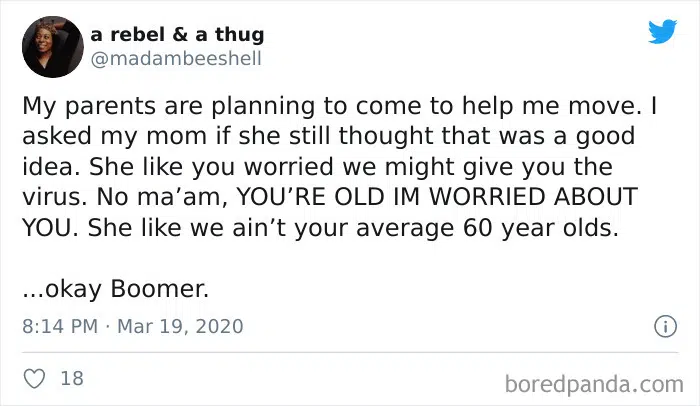 a rebel & a thug
@madambeeshell
My parents are planning to come to help me move. I
asked my mom if she still thought that was a good
idea. She like you worried we might give you the
virus. No ma’am, YOU’RE OLD IM WORRIED ABOUT
YOU. She like we ain’t your average 60 year olds.
...okay Boomer.
8:14 PM · Mar 19, 2020
18
boredpanda.com